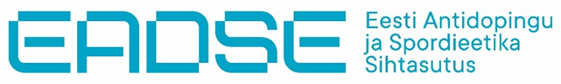 EADSE
Eesti Antidopingu
ja Spordieetika
Sihtasutus